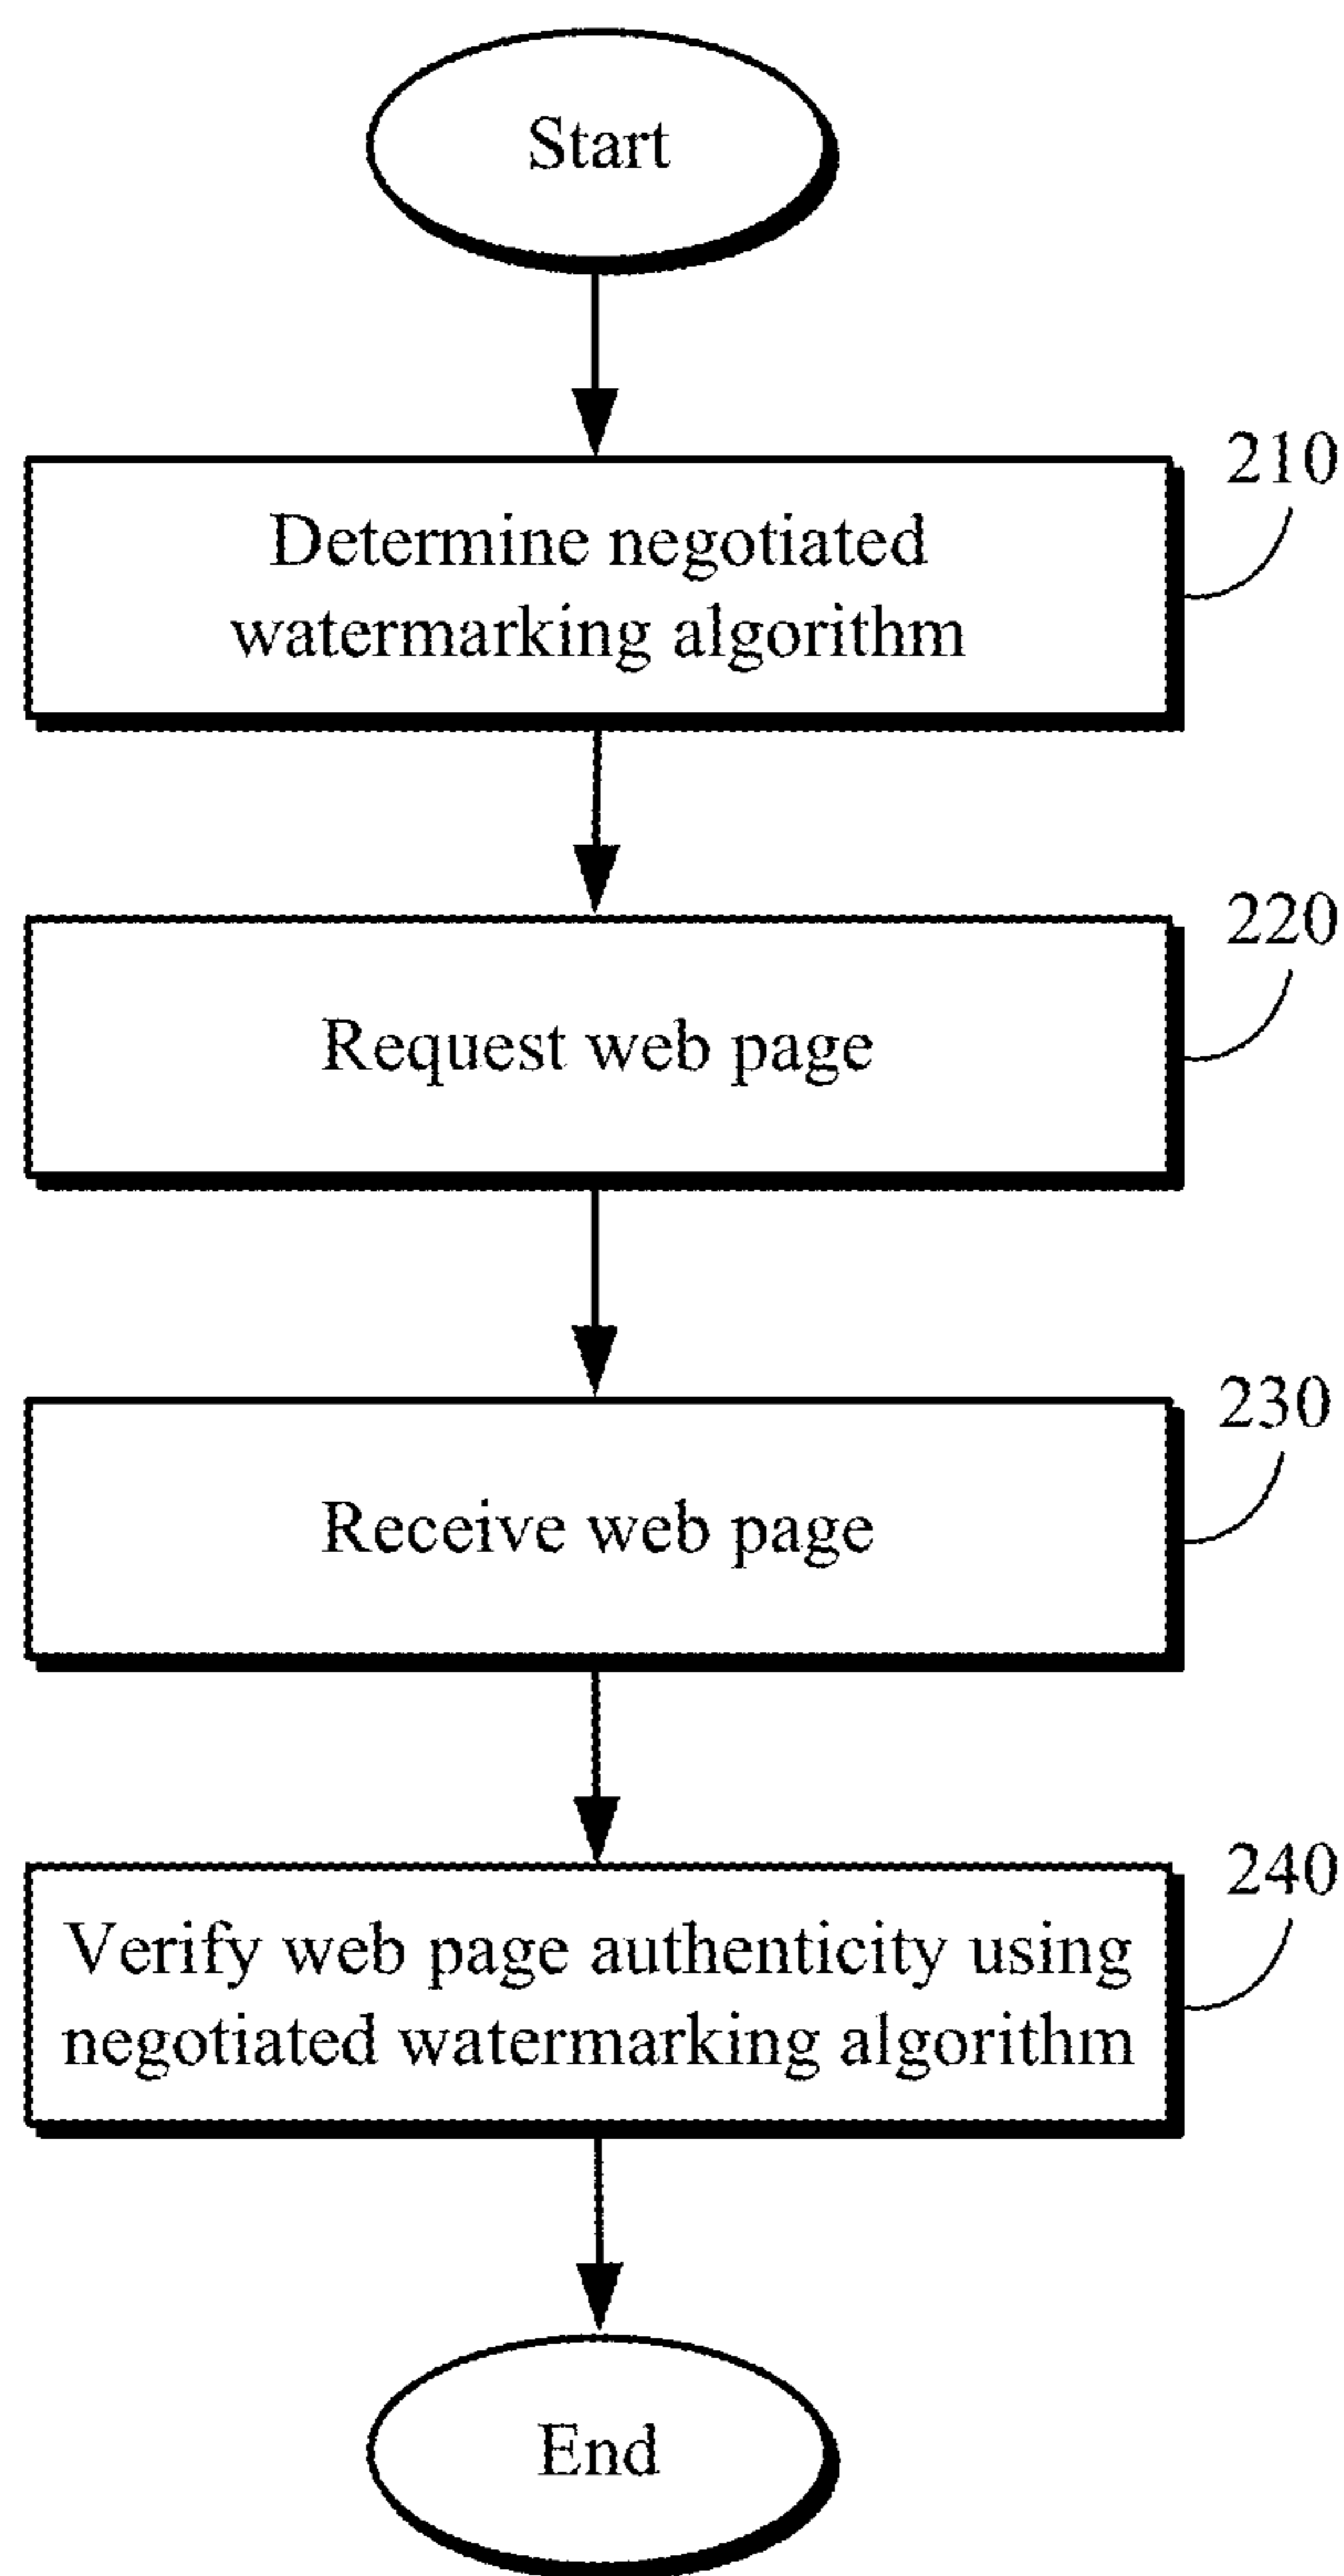 Start
210
Determine negotiated
watermarking algorithm
220
Request web page
230
Receive web page
240
Verify web page authenticity using
negotiated watermarking algorithm
End